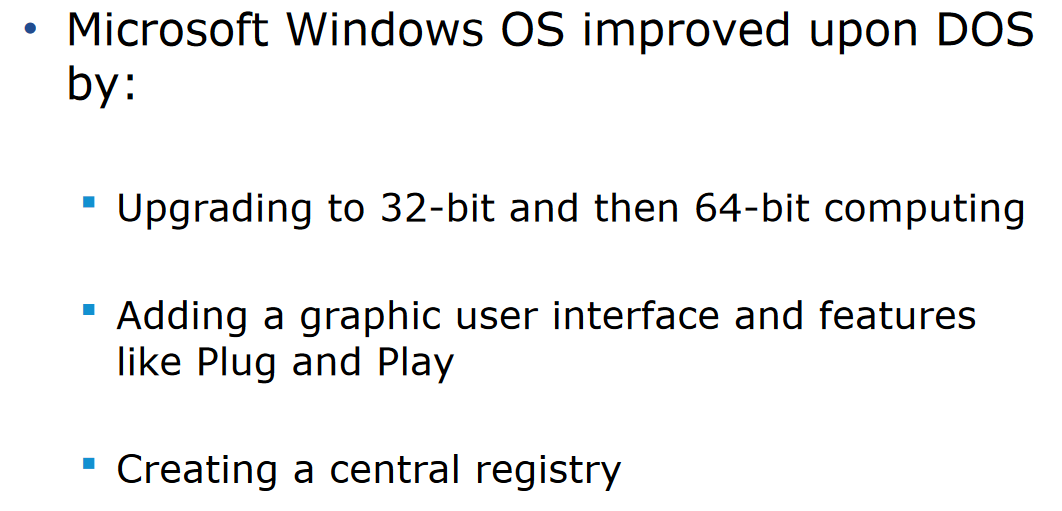 • Microsoft Windows OS improved upon DOS
by:
▪ Upgrading to 32-bit and then 64-bit computing
▪ Adding a graphic user interface and features
like Plug and Play
▪ Creating a central registry